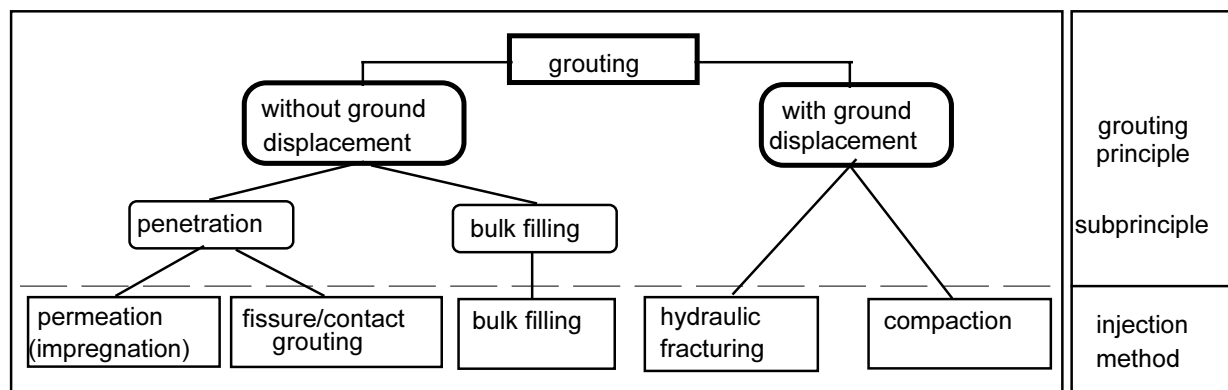 grouting
without ground
displacement
with ground
displacement
grouting
principle
penetration
bulk filling
subprinciple
permeation
(impregnation)
fissure/contact
grouting
bulk filling
hydraulic
fracturing
compaction
injection
method